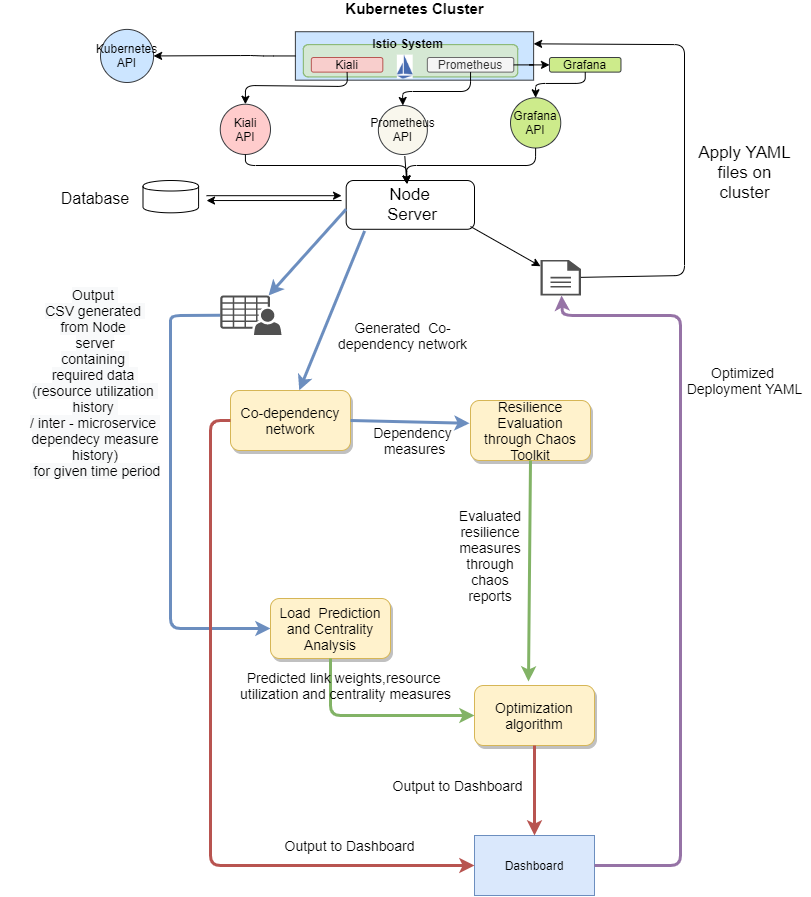 Kubernetes Cluster
Istio System
Kubernetes
API
Kiali
Prometheus
Grafana
Kiali
API
Prometheus
API
Grafana
API
Apply YAML
files on
cluster
Database
Node
Server
Output
CSV generated
from Node
server
containing
required data
(resource utilization
history
/ inter - microservice
dependecy measure
history)
for given time period
Generated Co-
dependency network
Optimized
Deployment YAML
Co-dependency
network
Dependency
measures
Resilience
Evaluation
through Chaos
Toolkit
Evaluated
resilience
measures
through
chaos
reports
Load Prediction
and Centrality
Analysis
Predicted link weights,resource
utilization and centrality measures
Optimization
algorithm
Output to Dashboard
Output to Dashboard
Dashboard